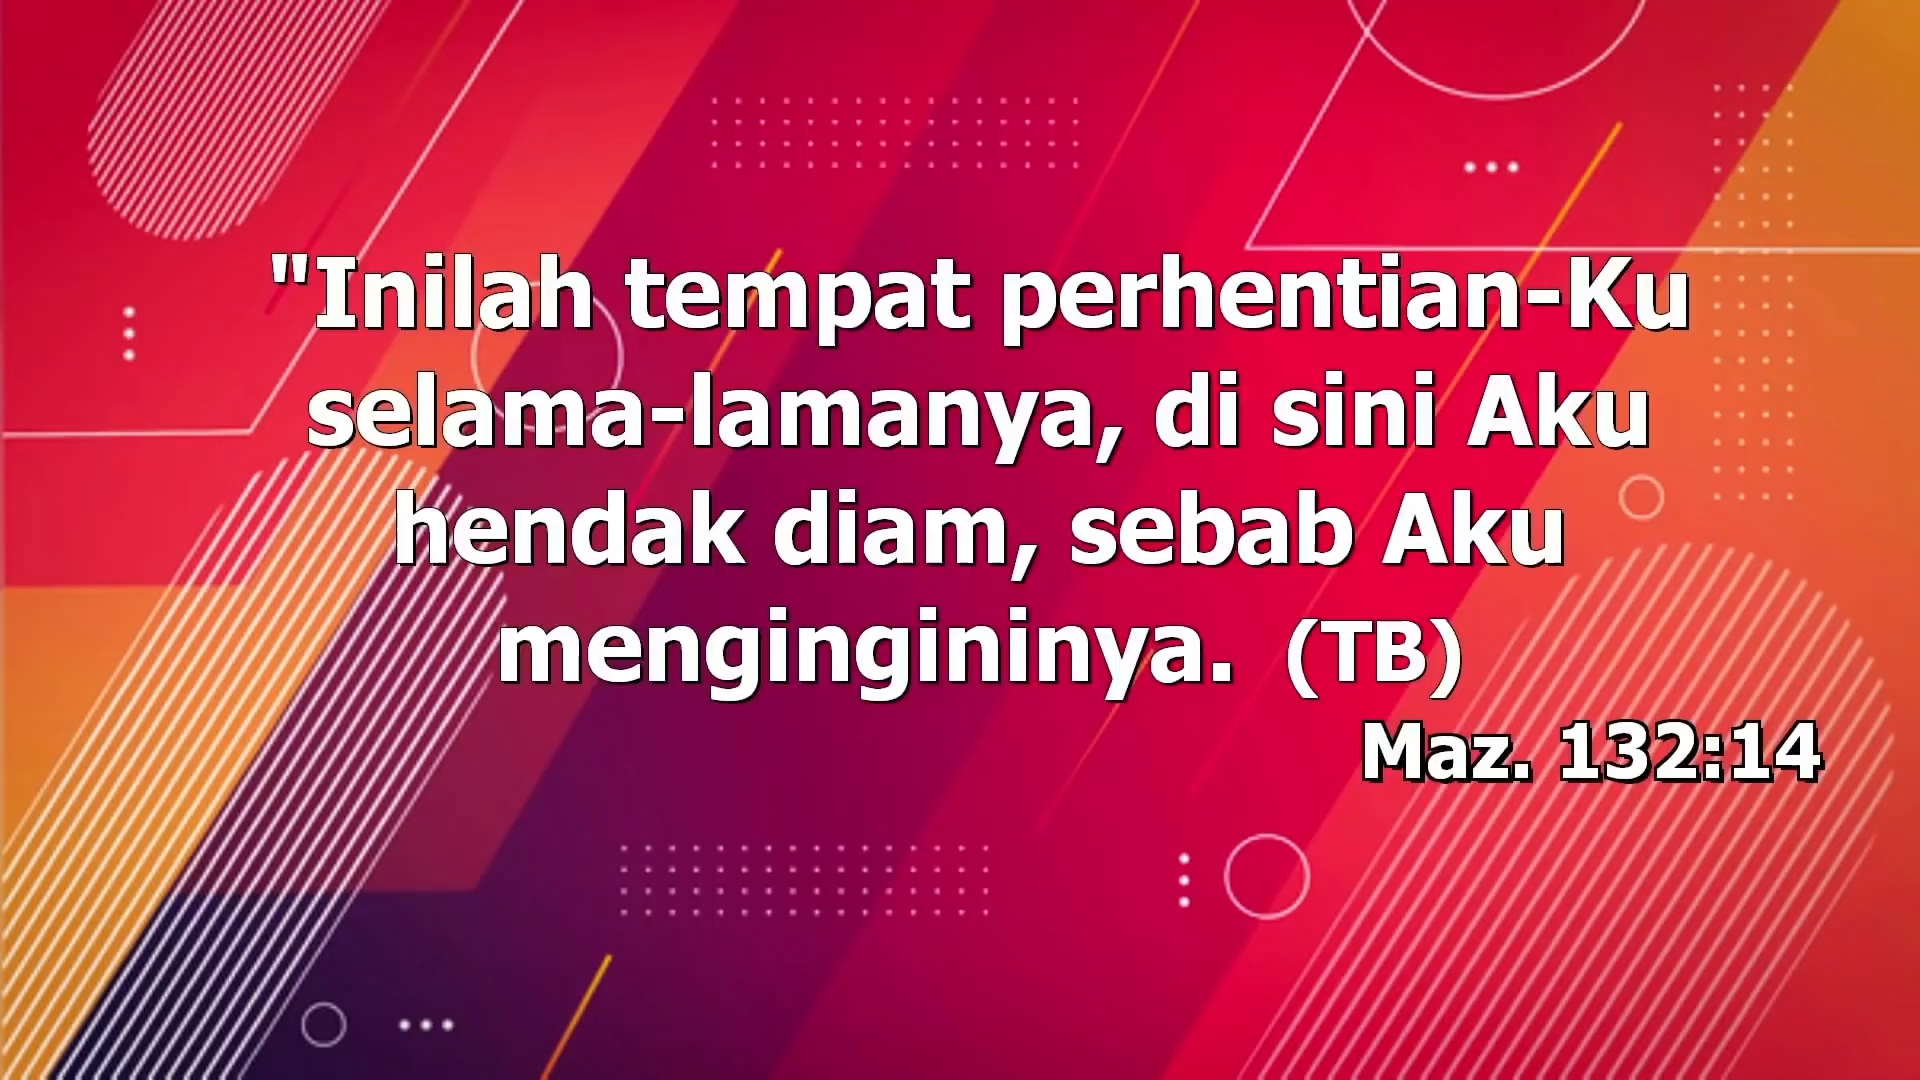 "Inilah tempat perhentian-Ku
selama-lamanya, di sini Aku
hendak diam, sebab Aku
mengingininya.  (TB)
Maz. 132:14